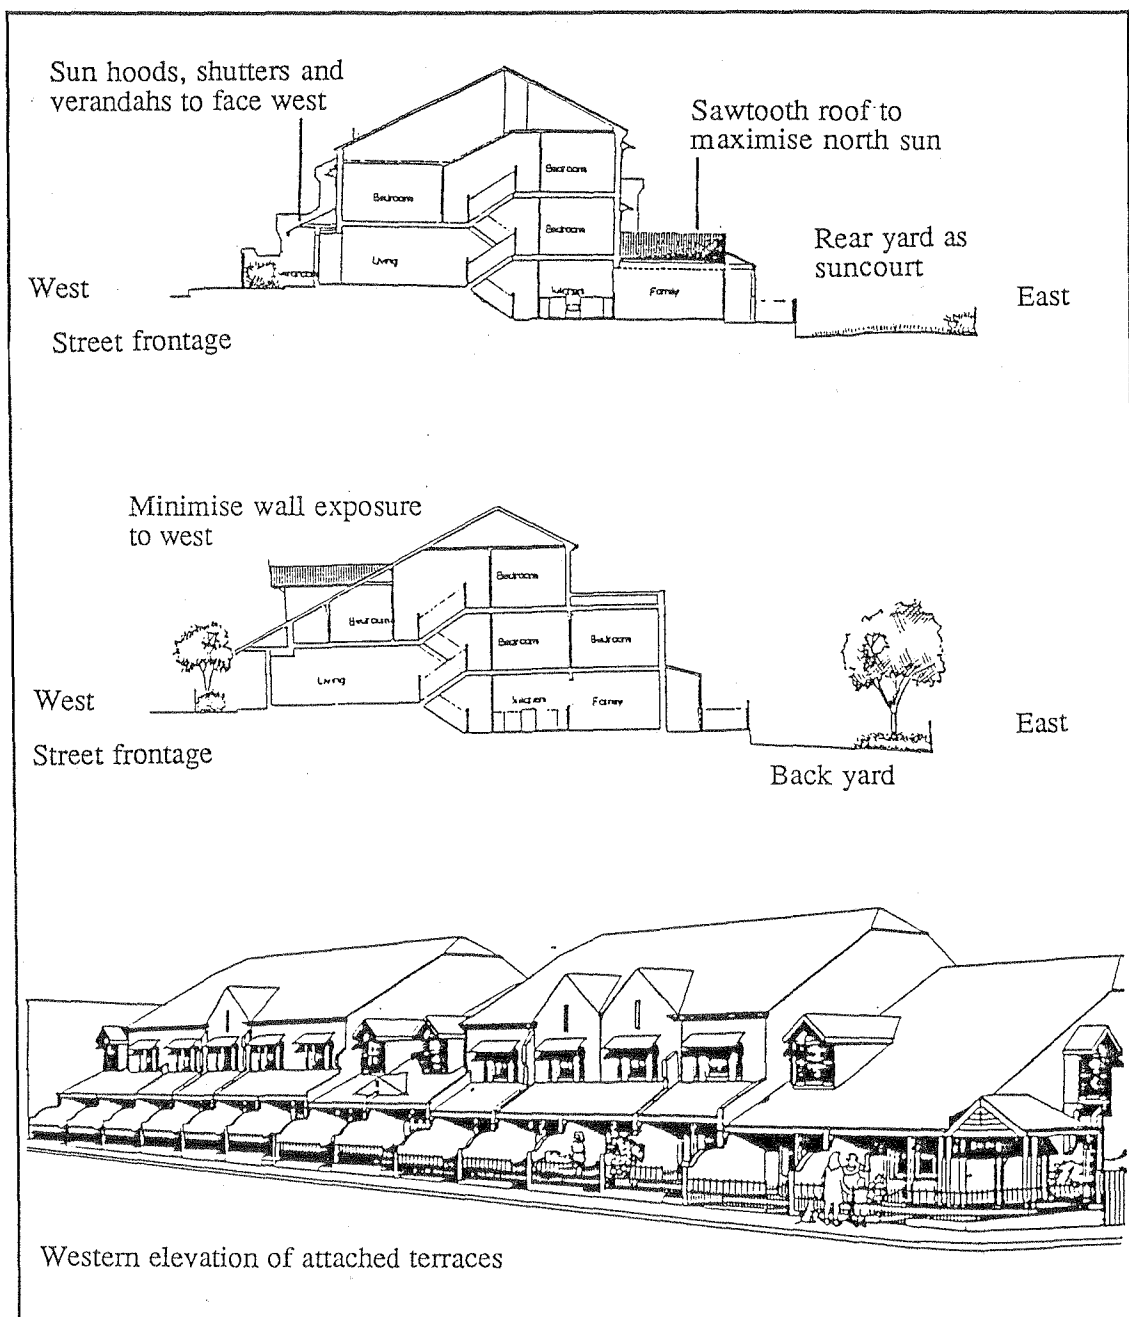 Sun hoods, shutters and
verandahs to face west
Sawtooth roof to
maximise north sun
Bedroom
Bedroom
Bedroom
Living
Kitchen
Family
Rear yard as
suncourt
West
East
Street frontage
Minimise wall exposure
to west
Bedroom
Bedroom
Bedroom
Bedroom
Living
Kitchen
Family
West
East
Street frontage
Back yard
Western elevation of attached terraces